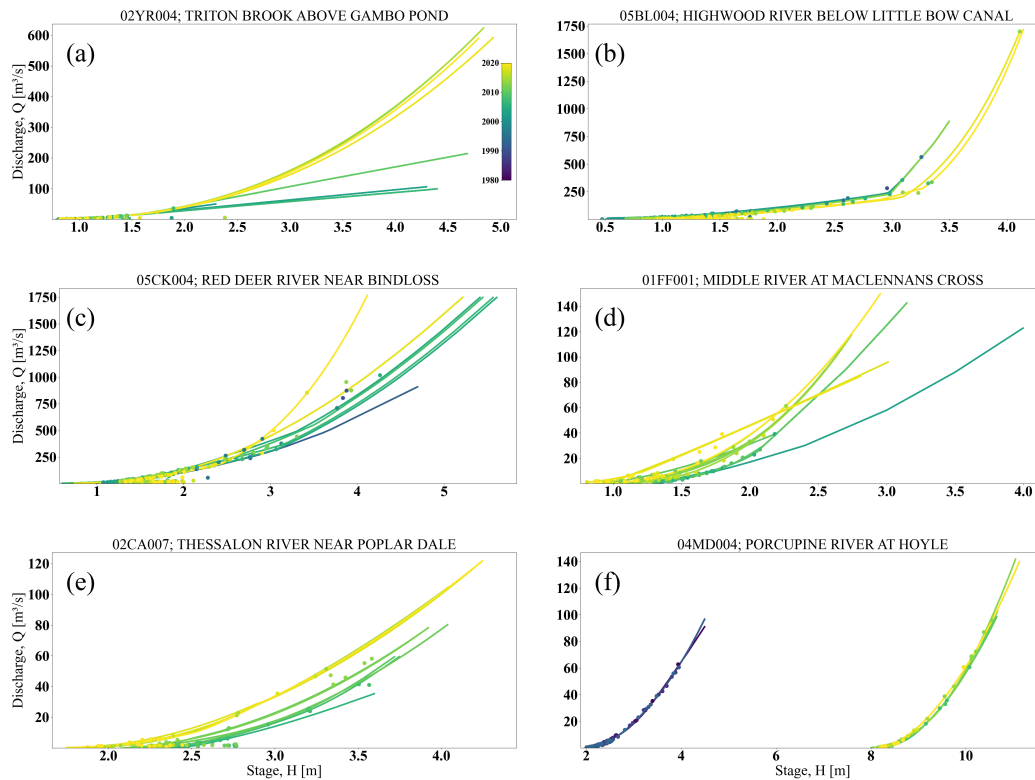 02YR004; TRITON BROOK ABOVE GAMBO POND
(a)
Discharge, Q [m³/s]
600
500
400
300
200
100
1.0 1.5 2.0 2.5 3.0 3.5 4.0 4.5 5.0
2020
2010
2000
1990
1980
05BL004; HIGHWOOD RIVER BELOW LITTLE BOW CANAL
(b)
1750
1500
1250
1000
750
500
250
0.5 1.0 1.5 2.0 2.5 3.0 3.5 4.0
05CK004; RED DEER RIVER NEAR BINDLOSS
(c)
Discharge, Q [m³/s]
1750
1500
1250
1000
750
500
250
1 2 3 4 5
01FF001; MIDDLE RIVER AT MACLENNANS CROSS
(d)
140
120
100
80
60
40
20
1.0 1.5 2.0 2.5 3.0 3.5 4.0
02CA007; THESSALON RIVER NEAR POPLAR DALE
(e)
Discharge, Q [m³/s]
120
100
80
60
40
20
2.0 2.5 3.0 3.5 4.0
Stage, H [m]
04MD004; PORCUPINE RIVER AT HOYLE
(f)
140
120
100
80
60
40
20
2 4 6 8 10
Stage, H [m]